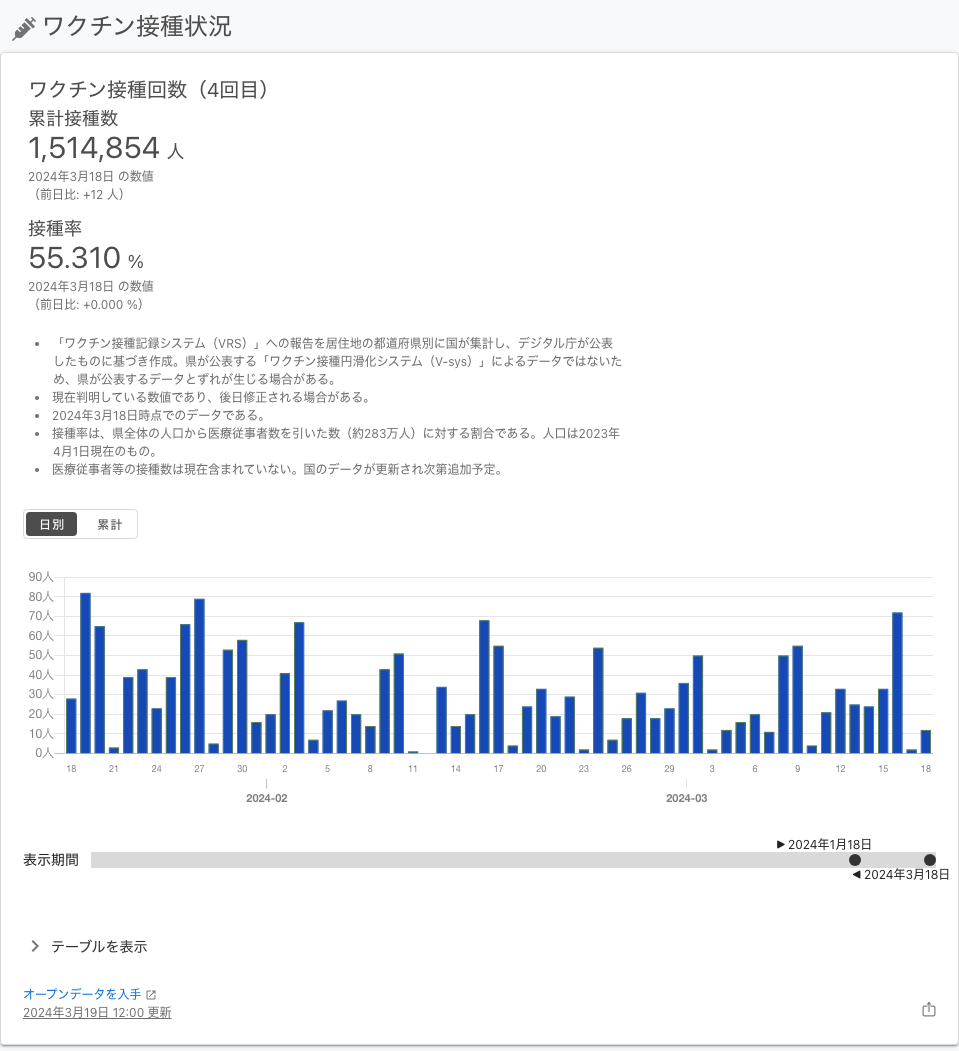 ワクチン接種状況
ワクチン接種回数（4回目）
累計接種数
1,514,854 人
2024年3月18日 の数値
（前日比: +12 人）
接種率
55.310 %
2024年3月18日 の数値
（前日比: +0.000 %）
• 「ワクチン接種記録システム（VRS）」への報告を居住地の都道府県別に国が集計し、デジタル庁が公表
したものに基づき作成。県が公表する「ワクチン接種円滑化システム（V-sys）」によるデータではないた
め、県が公表するデータとずれが生じる場合がある。
• 現在判明している数値であり、後日修正される場合がある。
• 2024年3月18日時点でのデータである。
• 接種率は、県全体の人口から医療従事者数を引いた数（約283万人）に対する割合である。人口は2023年
4月1日現在のもの。
• 医療従事者等の接種数は現在含まれていない。国のデータが更新され次第追加予定。
日別 累計
90人
80人
70人
60人
50人
40人
30人
20人
10人
0人
18 21 24 27 30 2 5 8 11 14 17 20 23 26 29 3 6 9 12 15 18
2024-02 2024-03
▶ 2024年1月18日
表示期間
◀ 2024年3月18日
テーブルを表示
オープンデータを入手
2024年3月19日 12:00 更新